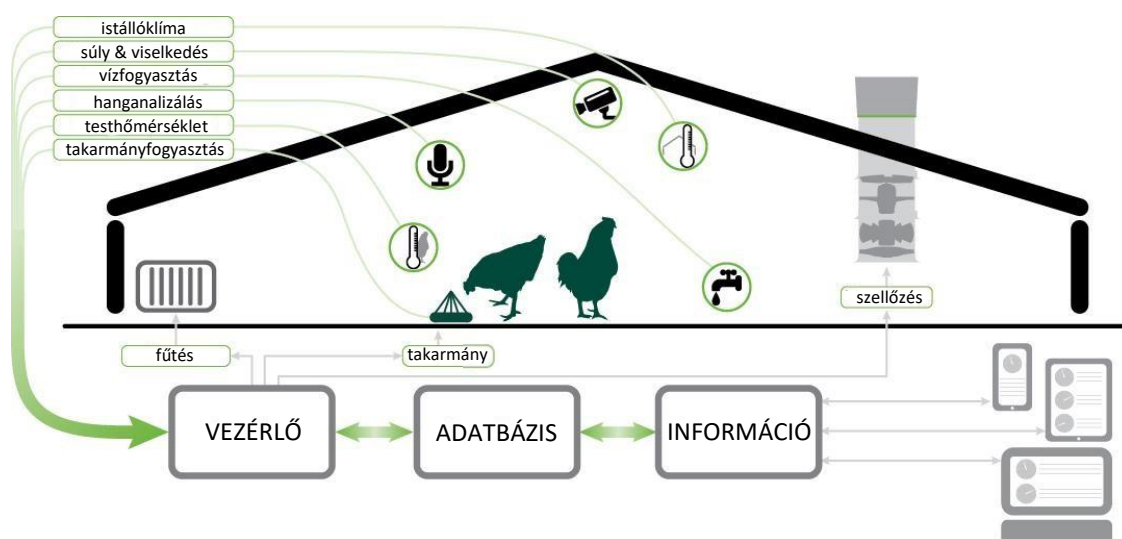 istállóklíma
súly & viselkedés
vízfogyasztás
hanganalizálás
testhőmérséklet
takarmányfogyasztás
szellőzés
fűtés
takarmány
VEZÉRLŐ
ADATBÁZIS
INFORMÁCIÓ